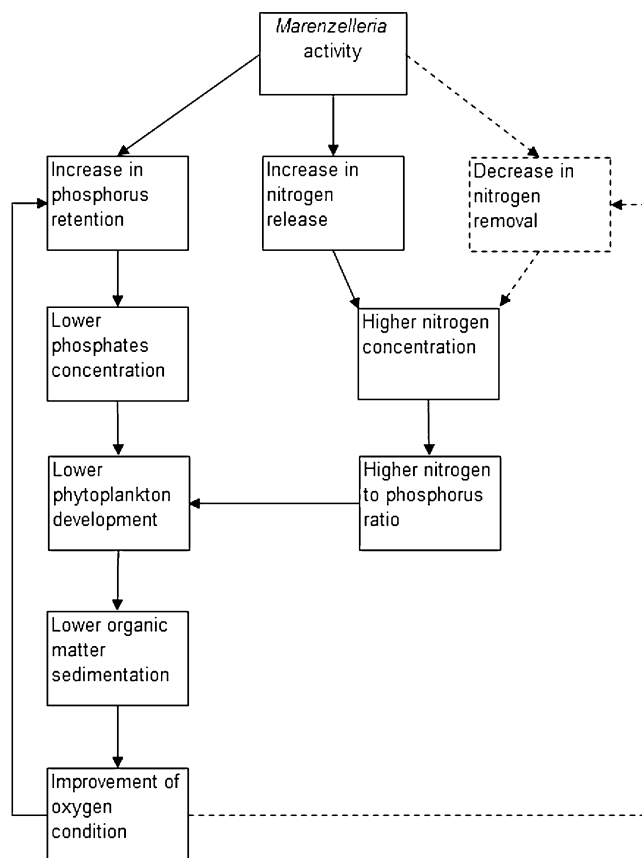 Marenzelleria
activity
Increase in
phosphorus
retention
Increase in
nitrogen
release
Decrease in
nitrogen
removal
Lower
phosphates
concentration
Higher nitrogen
concentration
Lower
phytoplankton
development
Higher nitrogen
to phosphorus
ratio
Lower organic
matter
sedimentation
Improvement of
oxygen
condition